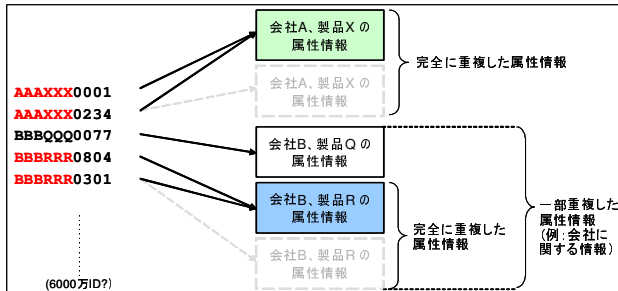 AAAXXX0001
AAAXXX0234
BBBQQQ0077
BBBRRR0804
BBBRRR0301
(6000万ID?)
会社A、製品X の
属性情報
会社A、製品X の
属性情報
会社B、製品Q の
属性情報
会社B、製品R の
属性情報
会社B、製品R の
属性情報
完全に重複した属性情報
完全に重複した
属性情報
一部重複した
属性情報
(例:会社に
関する情報)